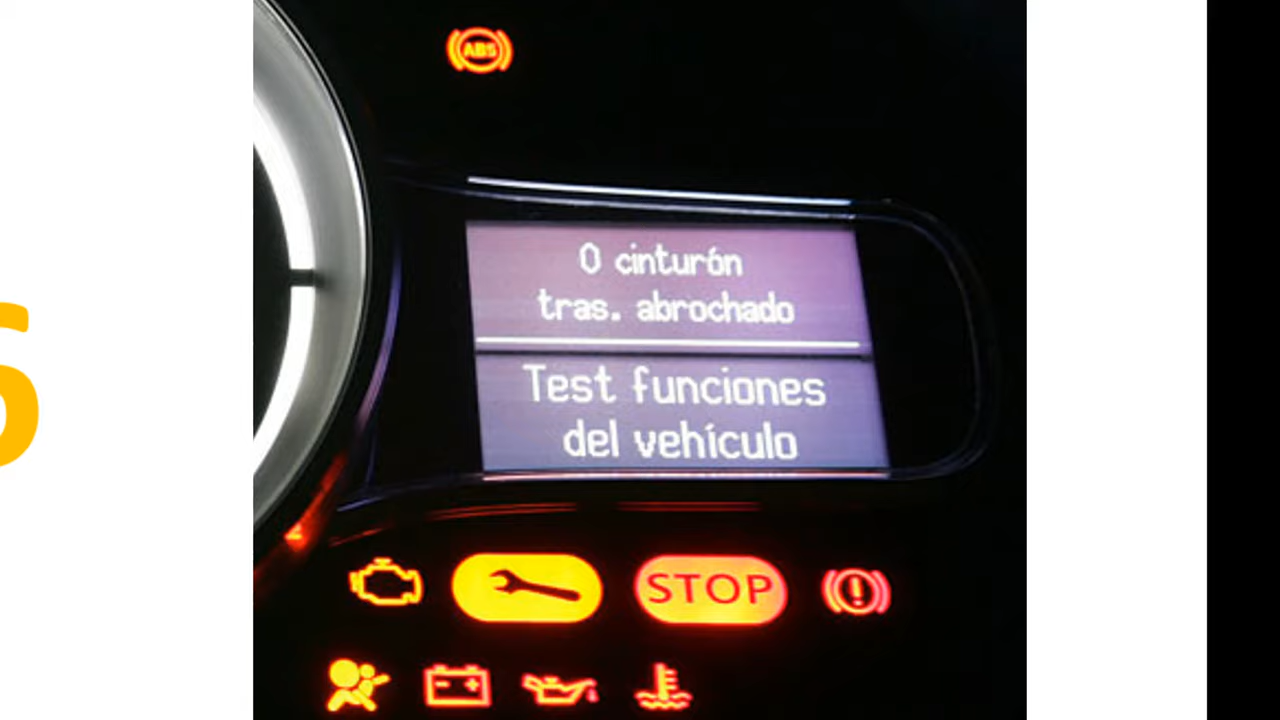 ABS
0 cinturón
tras. abrochado
Test funciones
del vehículo
STOP